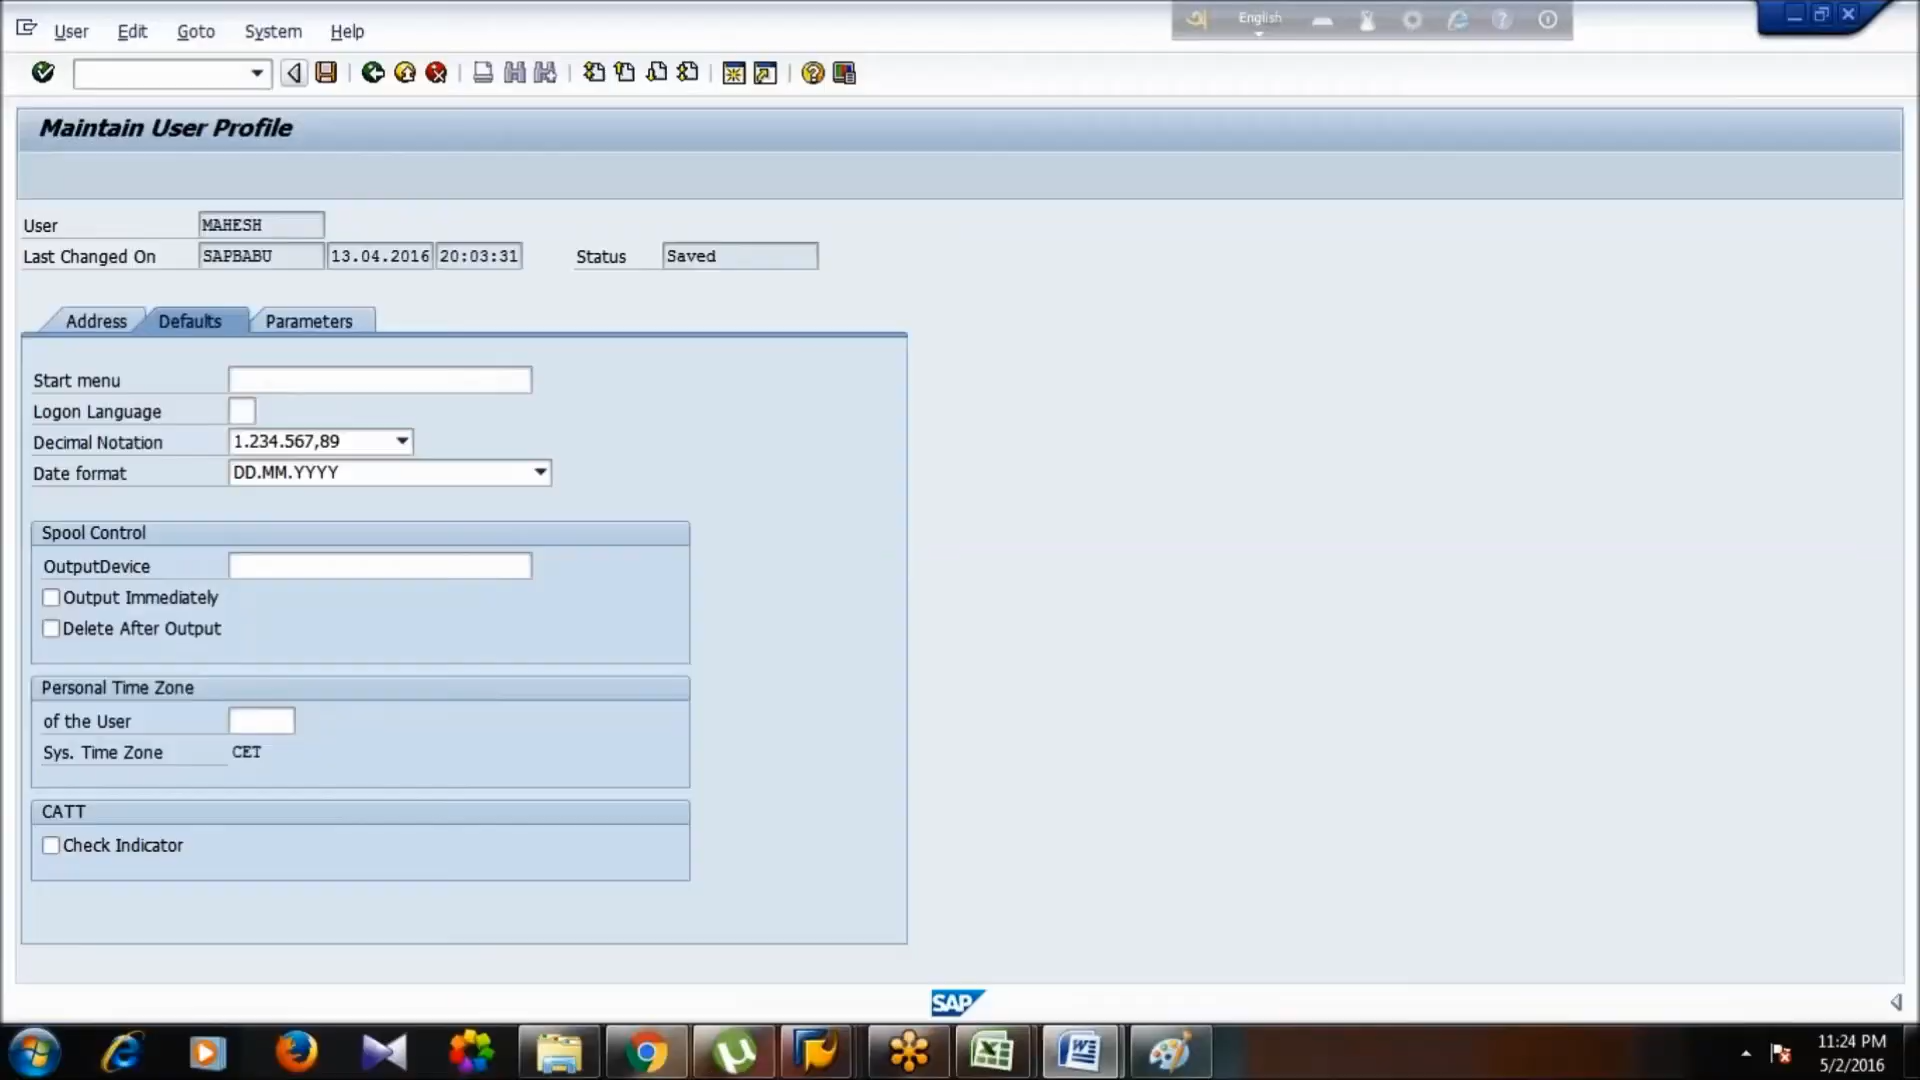 User Edit Goto System Help
English
Maintain User Profile
User MAHESH
Last Changed On SAPBABU 13.04.2016 20:03:31 Status Saved
Address Defaults Parameters
Start menu
Logon Language
Decimal Notation 1.234.567,89
Date format DD.MM.YYYY
Spool Control
OutputDevice
Output Immediately
Delete After Output
Personal Time Zone
of the User
Sys. Time Zone CET
CATT
Check Indicator
SAP
11:24 PM
5/2/2016